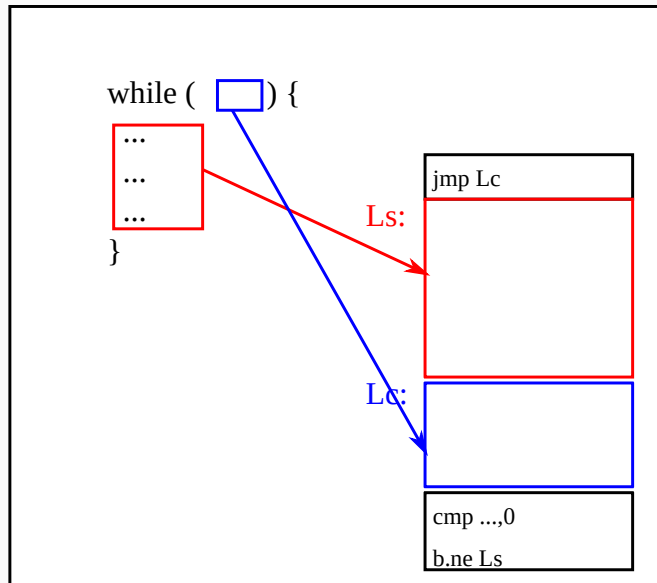 while ( ) {
...
...
...
}
jmp Lc
Ls:
Lc:
cmp ...,0
b.ne Ls